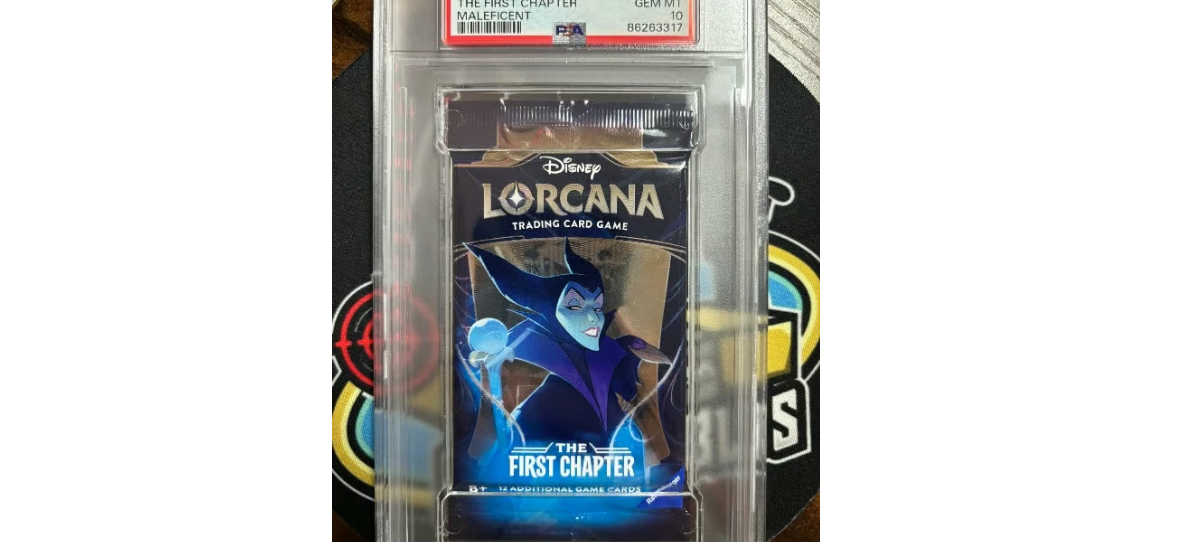 THE FIRST CHAPTER GEM MT
MALEFICENT 10
PSA 86263317
Disney
LORCANA
TRADING CARD GAME
THE
FIRST CHAPTER
8+ 12 ADDITIONAL GAME CARDS
Ravensburger
S